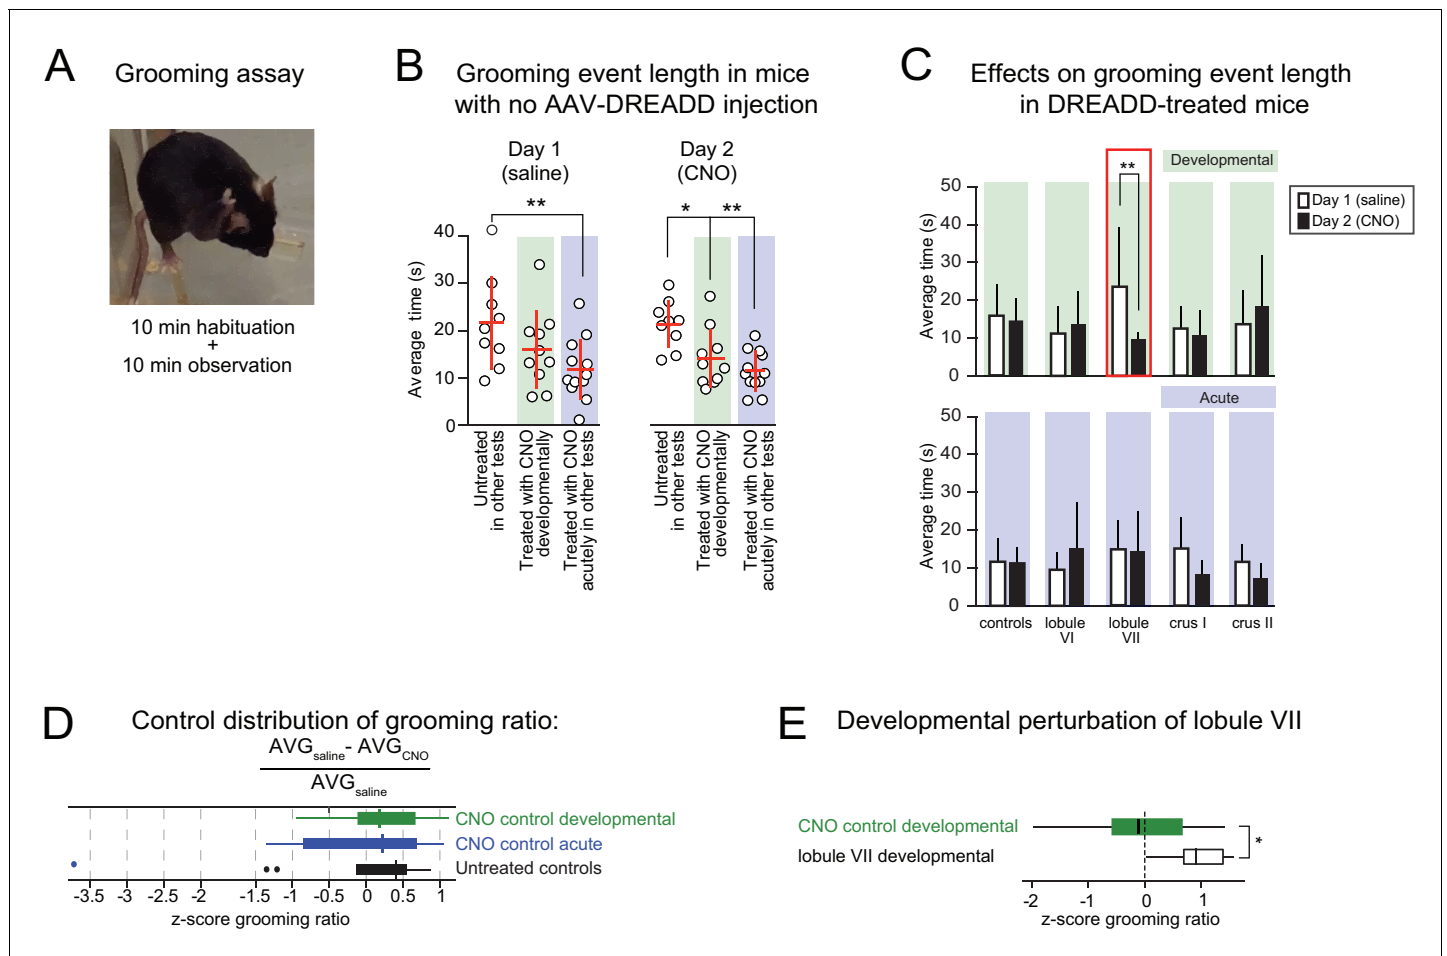 A
Grooming assay
10 min habituation
+
10 min observation
B
Grooming event length in mice
with no AAV-DREADD injection
Day 1
(saline)
Day 2
(CNO)
**
* **
Average time (s)
40
30
20
10
0
Untreated
in other tests
Treated with CNO
developmentally
Treated with CNO
acutely in other tests
Untreated
in other tests
Treated with CNO
developmentally
Treated with CNO
acutely in other tests
C
Effects on grooming event length
in DREADD-treated mice
Developmental
**
Day 1 (saline)
Day 2 (CNO)
Average time (s)
50
40
30
20
10
0
Acute
Average time (s)
50
40
30
20
10
0
controls
lobule
VI
lobule
VII
crus I
crus II
D
Control distribution of grooming ratio:
AVGsaline- AVGCNO
AVGsaline
CNO control developmental
CNO control acute
Untreated controls
-3.5 -3 -2.5 -2 -1.5 -1 -0.5 0 0.5 1
z-score grooming ratio
E
Developmental perturbation of lobule VII
CNO control developmental
lobule VII developmental
*
-2 -1 0 1
z-score grooming ratio